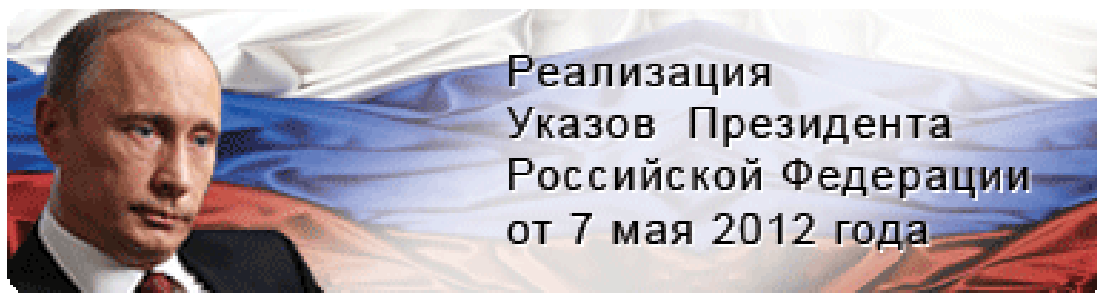 Реализация
Указов Президента
Российской Федерации
от 7 мая 2012 года